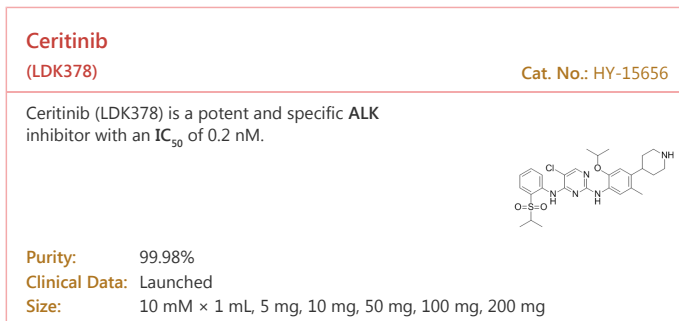 Ceritinib
(LDK378)
Cat. No.: HY-15656
Ceritinib (LDK378) is a potent and specific ALK
inhibitor with an IC50 of 0.2 nM.
Cl
N
N
N
H
N
H
O
NH
O=S=O
Purity: 99.98%
Clinical Data: Launched
Size: 10 mM × 1 mL, 5 mg, 10 mg, 50 mg, 100 mg, 200 mg